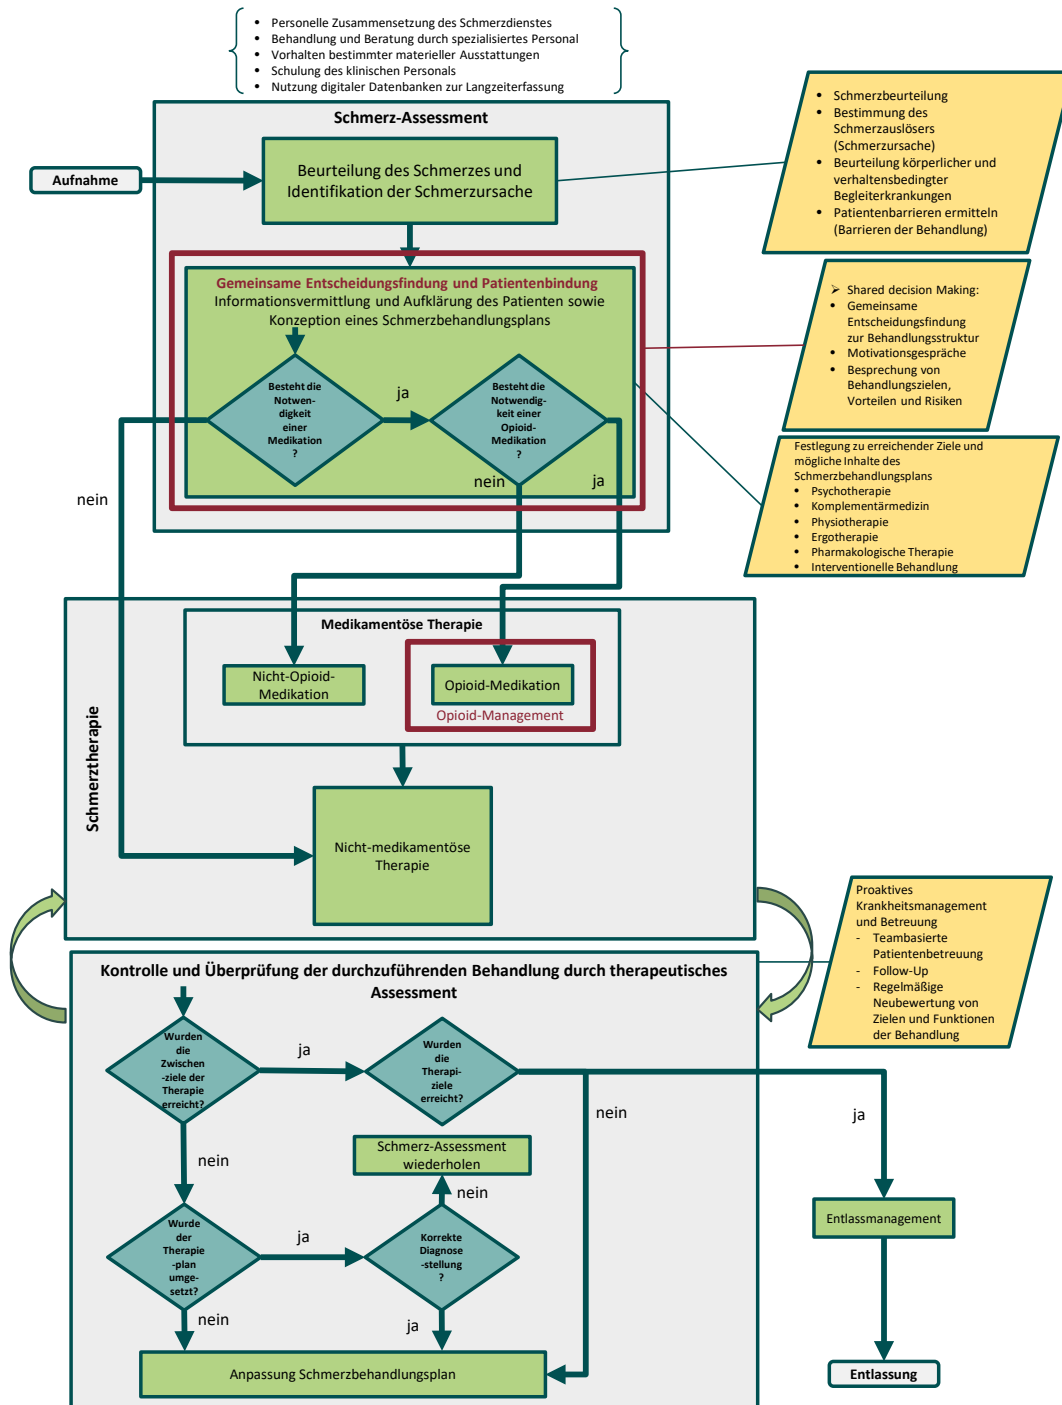 • Personelle Zusammensetzung des Schmerzdienstes
• Behandlung und Beratung durch spezialisiertes Personal
• Vorhalten bestimmter materieller Ausstattungen
• Schulung des klinischen Personals
• Nutzung digitaler Datenbanken zur Langzeiterfassung
Schmerz-Assessment
Aufnahme
Beurteilung des Schmerzes und
Identifikation der Schmerzursache
• Schmerzbeurteilung
• Bestimmung des
Schmerzauslösers
(Schmerzursache)
• Beurteilung körperlicher und
verhaltensbedingter
Begleiterkrankungen
• Patientenbarrieren ermitteln
(Barrieren der Behandlung)
Gemeinsame Entscheidungsfindung und Patientenbindung
Informationsvermittlung und Aufklärung des Patienten sowie
Konzeption eines Schmerzbehandlungsplans
➢ Shared decision Making:
• Gemeinsame
Entscheidungsfindung
zur Behandlungsstruktur
• Motivationsgespräche
• Besprechung von
Behandlungszielen,
Vorteilen und Risiken
Besteht die
Notwen-
digkeit
einer
Medikation
?
ja
Besteht die
Notwendig-
keit einer
Opioid-
Medikation
?
nein
nein
ja
Festlegung zu erreichender Ziele und
mögliche Inhalte des
Schmerzbehandlungsplans
• Psychotherapie
• Komplementärmedizin
• Physiotherapie
• Ergotherapie
• Pharmakologische Therapie
• Interventionelle Behandlung
Schmerztherapie
Medikamentöse Therapie
Nicht-Opioid-
Medikation
Opioid-Medikation
Opioid-Management
Nicht-medikamentöse
Therapie
Proaktives
Krankheitsmanagement
und Betreuung
- Teambasierte
Patientenbetreuung
- Follow-Up
- Regelmäßige
Neubewertung von
Zielen und Funktionen
der Behandlung
Kontrolle und Überprüfung der durchzuführenden Behandlung durch therapeutisches
Assessment
Wurden
die
Zwischen
-ziele der
Therapie
erreicht?
ja
Wurden
die
Therapi-
ziele
erreicht?
nein
ja
nein
Schmerz-Assessment
wiederholen
nein
Wurde
der
Therapie
-plan
umge-
setzt?
ja
Korrekte
Diagnose
-stellung
?
nein
ja
Anpassung Schmerzbehandlungsplan
Entlassmanagement
Entlassung